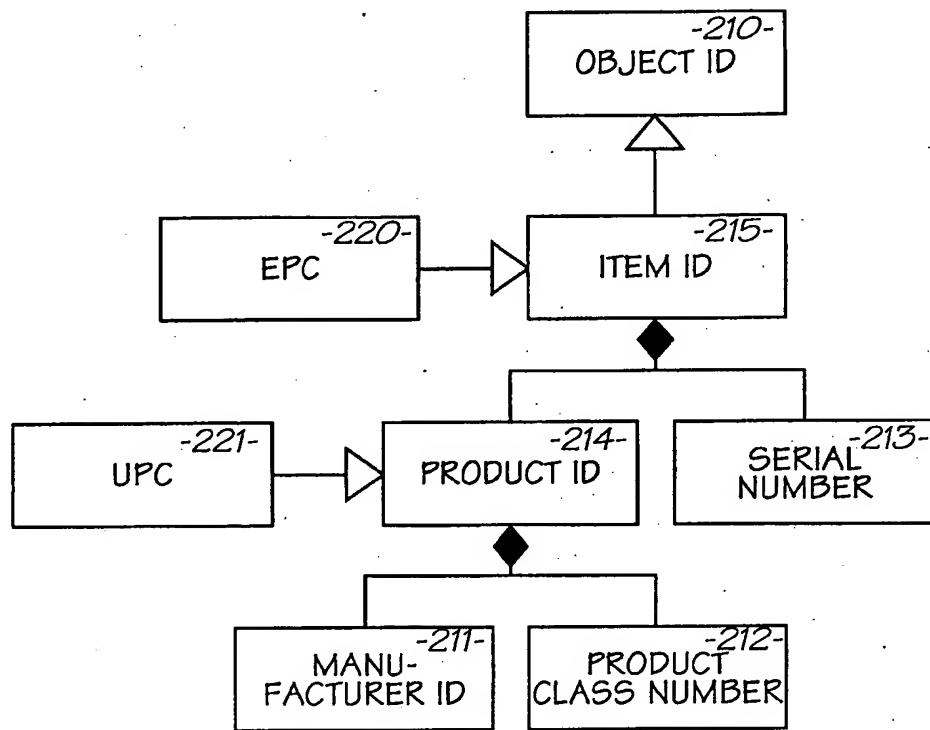 -210-
OBJECT ID
-220-
EPC
-215-
ITEM ID
-221-
UPC
-214-
PRODUCT ID
-213-
SERIAL
NUMBER
-211-
MANU-
FACTURER ID
-212-
PRODUCT
CLASS NUMBER